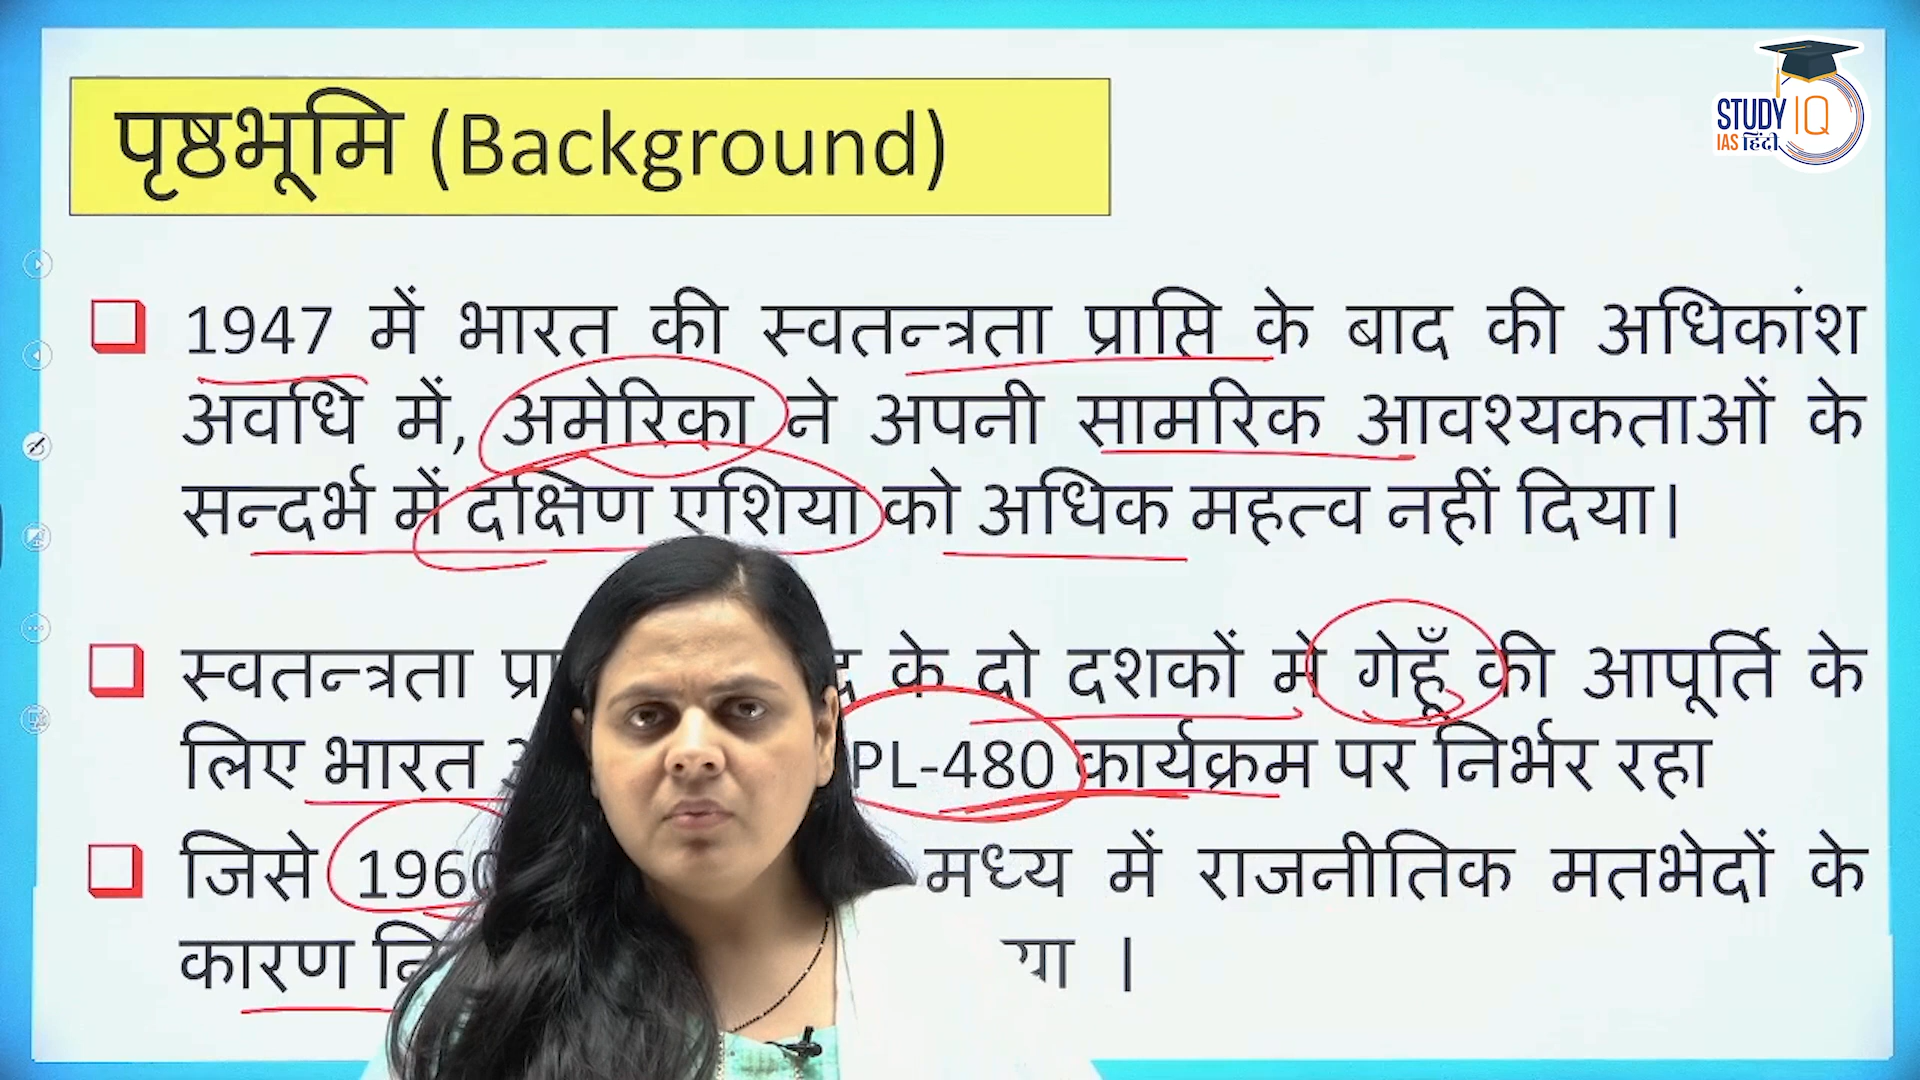 पृष्ठभूमि (Background)
STUDY IQ
IAS हिंदी
1947 में भारत की स्वतन्त्रता प्राप्ति के बाद की अधिकांश
अवधि में, अमेरिका ने अपनी सामरिक आवश्यकताओं के
सन्दर्भ में दक्षिण एशिया को अधिक महत्व नहीं दिया।
स्वतन्त्रता के दो दशकों मे गेहूँ की आपूर्ति के
लिए भारत PL-480 कार्यक्रम पर निर्भर रहा
जिसे मध्य में राजनीतिक मतभेदों के
कारण ।